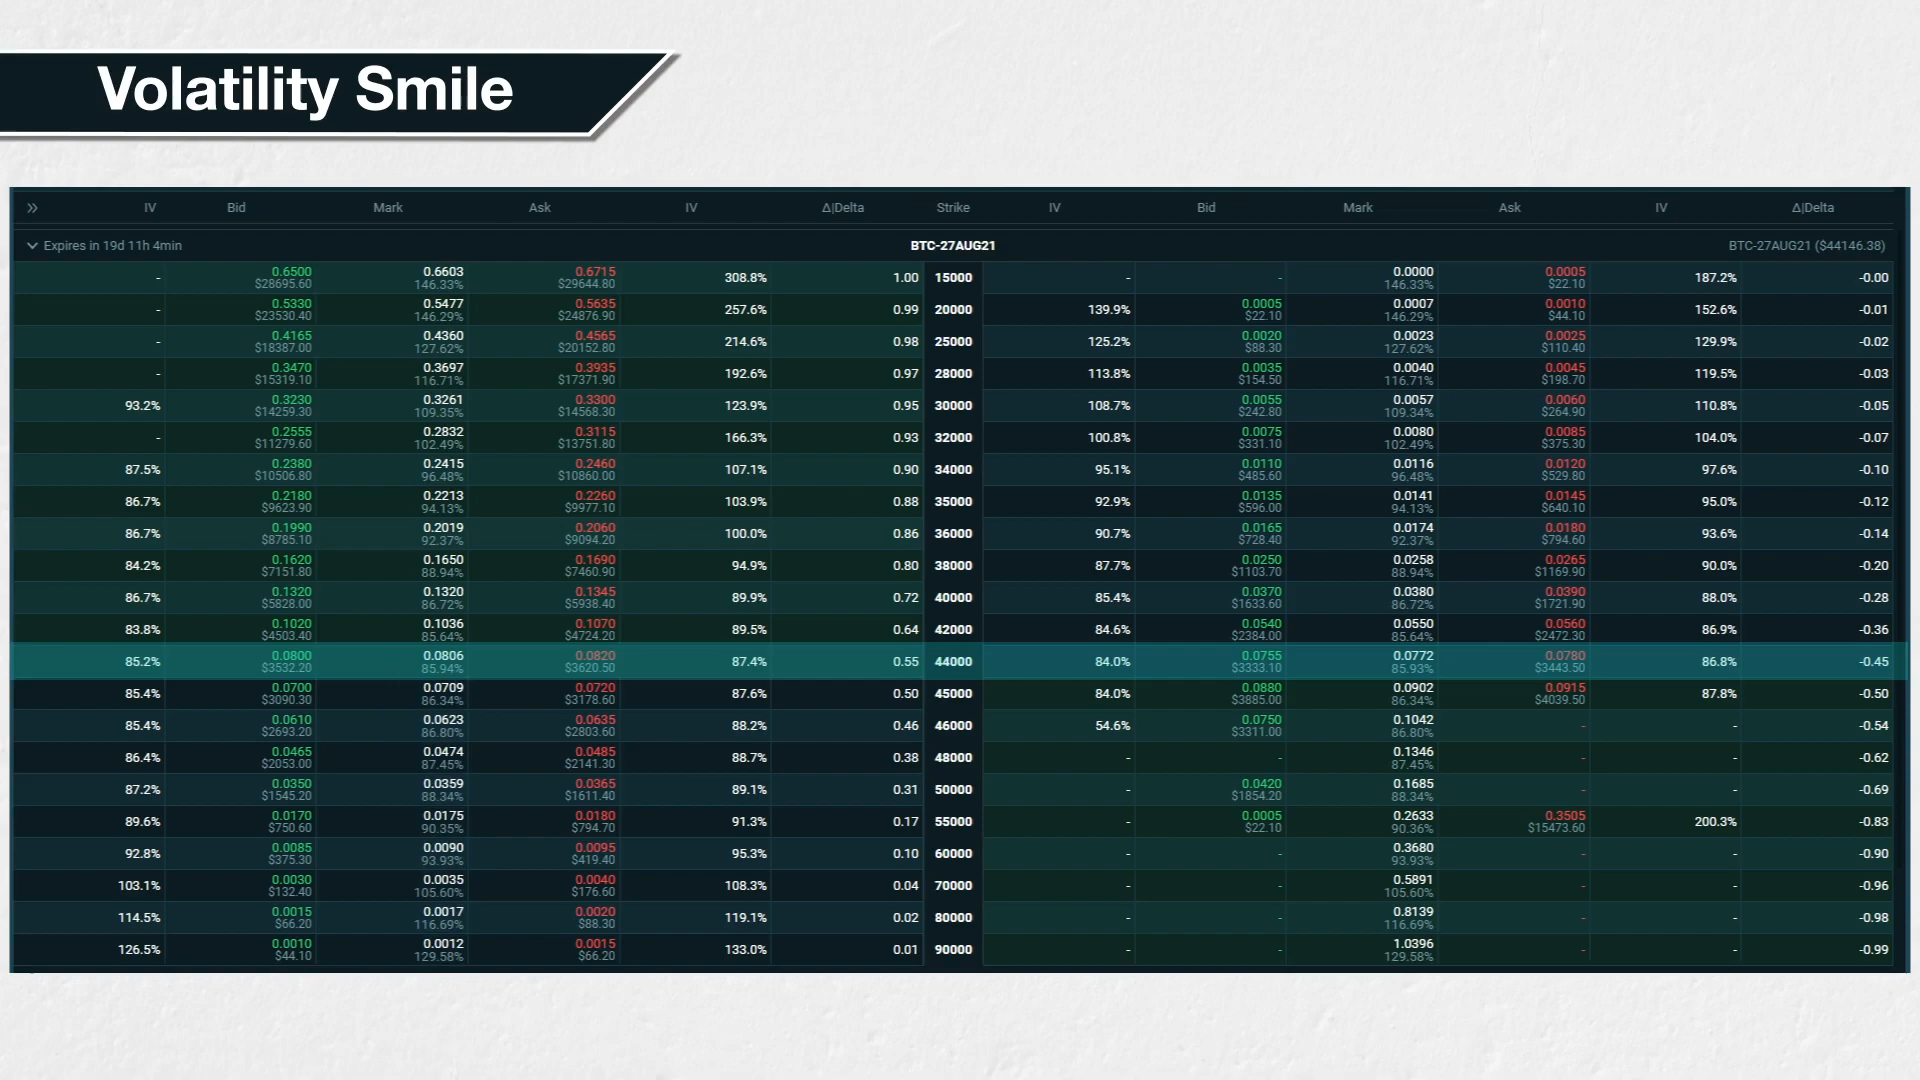 Volatility Smile
IV Bid Mark Ask IV Δ|Delta Strike IV Bid Mark Ask IV Δ|Delta
Expires in 19d 11h 4min BTC-27AUG21 BTC-27AUG21 ($44146.38)
- 0.6500 0.6603 0.6715 308.8% 1.00 15000 - - 0.0000 0.0005 187.2% -0.00
$28695.60 146.33% $29644.80 146.33% $22.10
- 0.5330 0.5477 0.5635 257.6% 0.99 20000 139.9% 0.0005 0.0007 0.0010 152.6% -0.01
$23530.40 146.29% $24876.90 $22.10 146.29% $44.10
- 0.4165 0.4360 0.4565 214.6% 0.98 25000 125.2% 0.0020 0.0023 0.0025 129.9% -0.02
$18387.00 127.62% $20152.80 $88.30 127.62% $110.40
- 0.3470 0.3697 0.3935 192.6% 0.97 28000 113.8% 0.0035 0.0040 0.0045 119.5% -0.03
$15319.10 116.71% $17371.90 $154.50 116.71% $198.70
93.2% 0.3230 0.3261 0.3300 123.9% 0.95 30000 108.7% 0.0055 0.0057 0.0060 110.8% -0.05
$14259.30 109.35% $14568.30 $242.80 109.34% $264.90
- 0.2555 0.2832 0.3115 166.3% 0.93 32000 100.8% 0.0075 0.0080 0.0085 104.0% -0.07
$11279.60 102.49% $13751.80 $331.10 102.49% $375.30
87.5% 0.2380 0.2415 0.2460 107.1% 0.90 34000 95.1% 0.0110 0.0116 0.0120 97.6% -0.10
$10506.80 96.48% $10860.00 $485.60 96.48% $529.80
86.7% 0.2180 0.2213 0.2260 103.9% 0.88 35000 92.9% 0.0135 0.0141 0.0145 95.0% -0.12
$9623.90 94.13% $9977.10 $596.00 94.13% $640.10
86.7% 0.1990 0.2019 0.2060 100.0% 0.86 36000 90.7% 0.0165 0.0174 0.0180 93.6% -0.14
$8785.10 92.37% $9094.20 $728.40 92.37% $794.60
84.2% 0.1620 0.1650 0.1690 94.9% 0.80 38000 87.7% 0.0250 0.0258 0.0265 90.0% -0.20
$7151.80 88.94% $7460.90 $1103.70 88.94% $1169.90
86.7% 0.1320 0.1320 0.1345 89.9% 0.72 40000 85.4% 0.0370 0.0380 0.0390 88.0% -0.28
$5828.00 86.72% $5938.40 $1633.60 86.72% $1721.90
83.8% 0.1020 0.1036 0.1070 89.5% 0.64 42000 84.6% 0.0540 0.0550 0.0560 86.9% -0.36
$4503.40 85.64% $4724.20 $2384.00 85.64% $2472.30
85.2% 0.0800 0.0806 0.0820 87.4% 0.55 44000 84.0% 0.0755 0.0772 0.0780 86.8% -0.45
$3532.20 85.94% $3620.50 $3333.10 85.93% $3443.50
85.4% 0.0700 0.0709 0.0720 87.6% 0.50 45000 84.0% 0.0880 0.0902 0.0915 87.8% -0.50
$3090.30 86.34% $3178.60 $3885.00 86.34% $4039.50
85.4% 0.0610 0.0623 0.0635 88.2% 0.46 46000 54.6% 0.0750 0.1042 - - -0.54
$2693.20 86.80% $2803.60 $3311.00 86.80%
86.4% 0.0465 0.0474 0.0485 88.7% 0.38 48000 - - 0.1346 - - -0.62
$2053.00 87.45% $2141.30 87.45%
87.2% 0.0350 0.0359 0.0365 89.1% 0.31 50000 - 0.0420 0.1685 - - -0.69
$1545.20 88.34% $1611.40 $1854.20 88.34%
89.6% 0.0170 0.0175 0.0180 91.3% 0.17 55000 - 0.0005 0.2633 0.3505 200.3% -0.83
$750.60 90.35% $794.70 $22.10 90.36% $15473.60
92.8% 0.0085 0.0090 0.0095 95.3% 0.10 60000 - - 0.3680 - - -0.90
$375.30 93.93% $419.40 93.93%
103.1% 0.0030 0.0035 0.0040 108.3% 0.04 70000 - - 0.5891 - - -0.96
$132.40 105.60% $176.60 105.60%
114.5% 0.0015 0.0017 0.0020 119.1% 0.02 80000 - - 0.8139 - - -0.98
$66.20 116.69% $88.30 116.69%
126.5% 0.0010 0.0012 0.0015 133.0% 0.01 90000 - - 1.0396 - - -0.99
$44.10 129.58% $66.20 129.58%